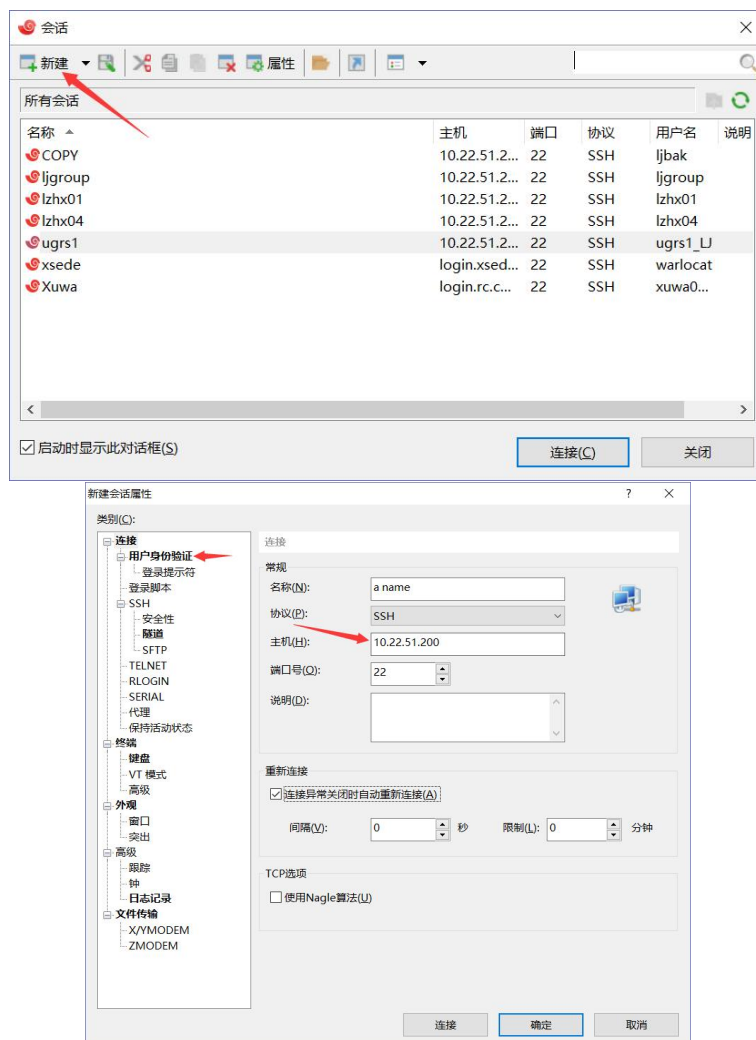 会话
新建 属性
所有会话
名称 主机 端口 协议 用户名 说明
COPY 10.22.51.2... 22 SSH ljbak
ljgroup 10.22.51.2... 22 SSH ljgroup
lzhx01 10.22.51.2... 22 SSH lzhx01
lzhx04 10.22.51.2... 22 SSH lzhx04
ugrs1 10.22.51.2... 22 SSH ugrs1_LJ
xsede login.xsed... 22 SSH warlocat
Xuwa login.rc.c... 22 SSH xuwa0...
启动时显示此对话框(S) 连接(C) 关闭
新建会话属性 ?
类别(C):
连接
用户身份验证
登录提示符
登录脚本
SSH
安全性
隧道
SFTP
TELNET
RLOGIN
SERIAL
代理
保持活动状态
终端
键盘
VT 模式
高级
外观
窗口
突出
高级
跟踪
钟
日志记录
文件传输
X/YMODEM
ZMODEM
连接
常规
名称(N): a name
协议(P): SSH
主机(H): 10.22.51.200
端口号(O): 22
说明(D):
重新连接
连接异常关闭时自动重新连接(A)
间隔(V): 0 秒 限制(L): 0 分钟
TCP选项
使用Nagle算法(U)
连接 确定 取消